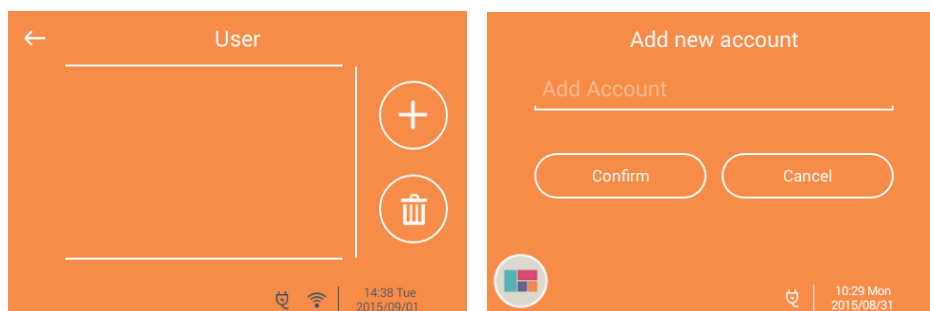 User
14:38 Tue
2015/09/01
Add new account
Add Account
Confirm
Cancel
10:29 Mon
2015/08/31